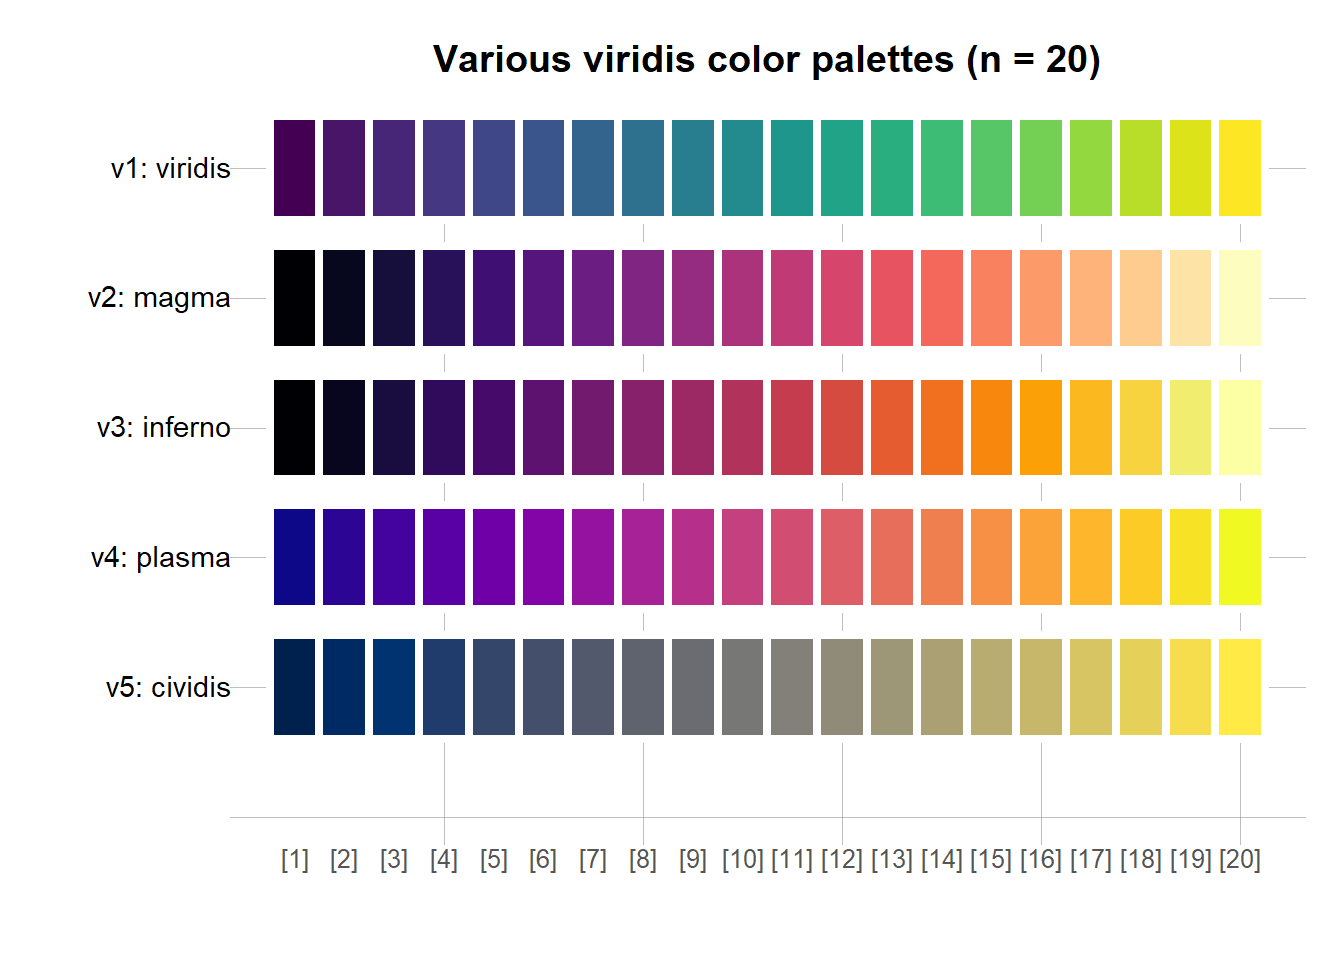 Various viridis color palettes (n = 20)
v1: viridis
v2: magma
v3: inferno
v4: plasma
v5: cividis
[1] [2] [3] [4] [5] [6] [7] [8] [9] [10] [11] [12] [13] [14] [15] [16] [17] [18] [19] [20]